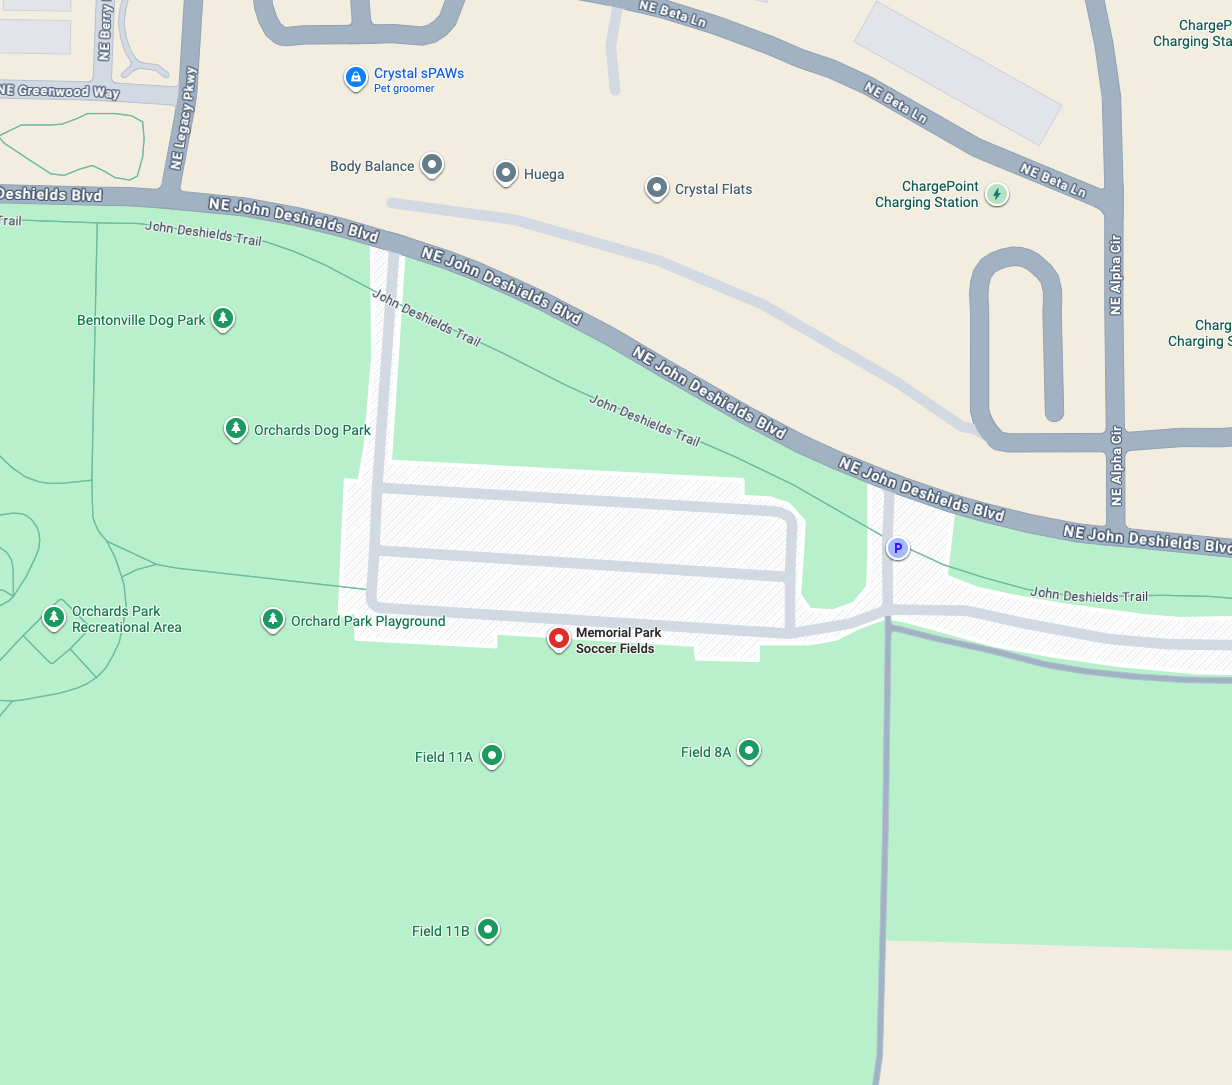 NE Beta Ln
NE Berry
ChargeP
Charging Sta
Crystal sPAWs
Pet groomer
NE Greenwood Way
NE Legacy Pkwy
NE Beta Ln
Body Balance
Huega
Crystal Flats
NE Beta Ln
ChargePoint
Charging Station
Deshields Blvd
NE John Deshields Blvd
Trail
John Deshields Trail
NE John Deshields Blvd
NE Alpha Cir
John Deshields Trail
Bentonville Dog Park
Charg
Charging S
NE John Deshields Blvd
John Deshields Trail
Orchards Dog Park
NE Alpha Cir
NE John Deshields Blvd
NE John Deshields Blvd
P
John Deshields Trail
Orchards Park
Recreational Area
Orchard Park Playground
Memorial Park
Soccer Fields
Field 11A
Field 8A
Field 11B